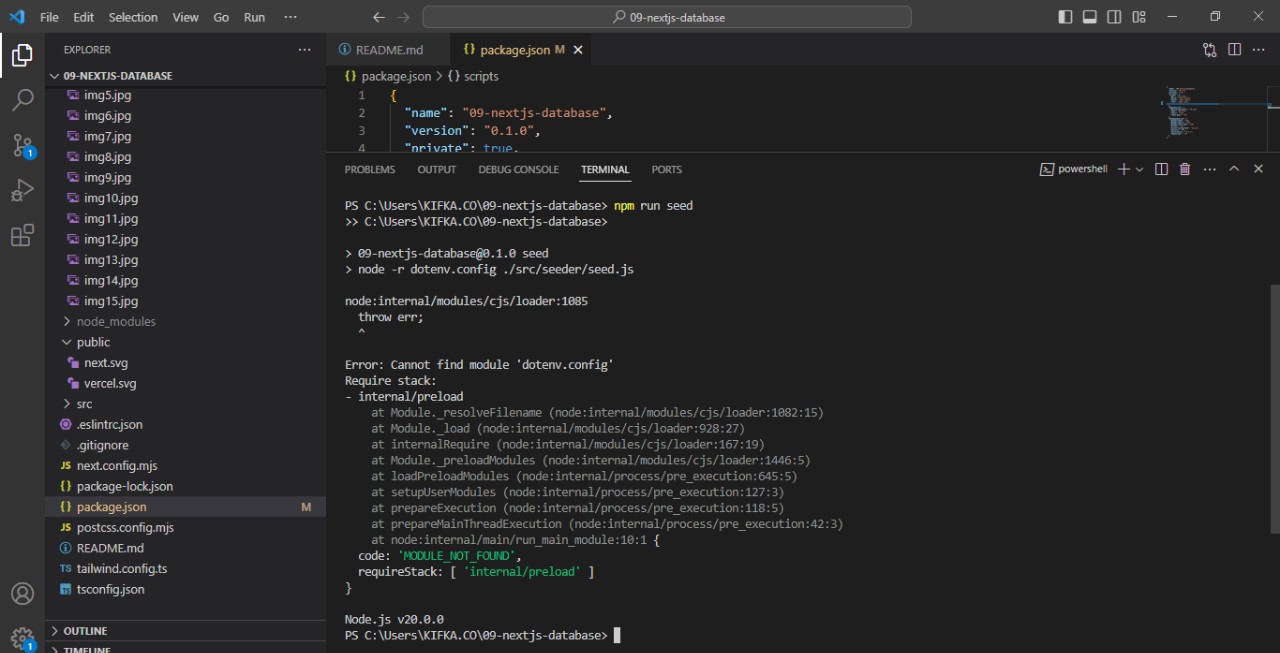 File Edit Selection View Go Run ···
09-nextjs-database
EXPLORER
09-NEXTJS-DATABASE
img5.jpg
img6.jpg
img7.jpg
img8.jpg
img9.jpg
img10.jpg
img11.jpg
img12.jpg
img13.jpg
img14.jpg
img15.jpg
node_modules
public
next.svg
vercel.svg
src
.eslintrc.json
.gitignore
JS next.config.mjs
{} package-lock.json
{} package.json M
JS postcss.config.mjs
README.md
TS tailwind.config.ts
tsconfig.json
OUTLINE
TIMELINE
1
1
README.md
{} package.json M
{} package.json > {} scripts
1 {
2 "name": "09-nextjs-database",
3 "version": "0.1.0",
4 "private": true,
PROBLEMS OUTPUT DEBUG CONSOLE TERMINAL PORTS
powershell
PS C:\Users\KIFKA.CO\09-nextjs-database> npm run seed
>> C:\Users\KIFKA.CO\09-nextjs-database>
> 09-nextjs-database@0.1.0 seed
> node -r dotenv.config ./src/seeder/seed.js
node:internal/modules/cjs/loader:1085
throw err;
^
Error: Cannot find module 'dotenv.config'
Require stack:
- internal/preload
at Module._resolveFilename (node:internal/modules/cjs/loader:1082:15)
at Module._load (node:internal/modules/cjs/loader:928:27)
at internalRequire (node:internal/modules/cjs/loader:167:19)
at Module._preloadModules (node:internal/modules/cjs/loader:1446:5)
at loadPreloadModules (node:internal/process/pre_execution:645:5)
at setupUserModules (node:internal/process/pre_execution:127:3)
at prepareExecution (node:internal/process/pre_execution:118:5)
at prepareMainThreadExecution (node:internal/process/pre_execution:42:3)
at node:internal/main/run_main_module:10:1 {
code: 'MODULE_NOT_FOUND',
requireStack: [ 'internal/preload' ]
}
Node.js v20.0.0
PS C:\Users\KIFKA.CO\09-nextjs-database>